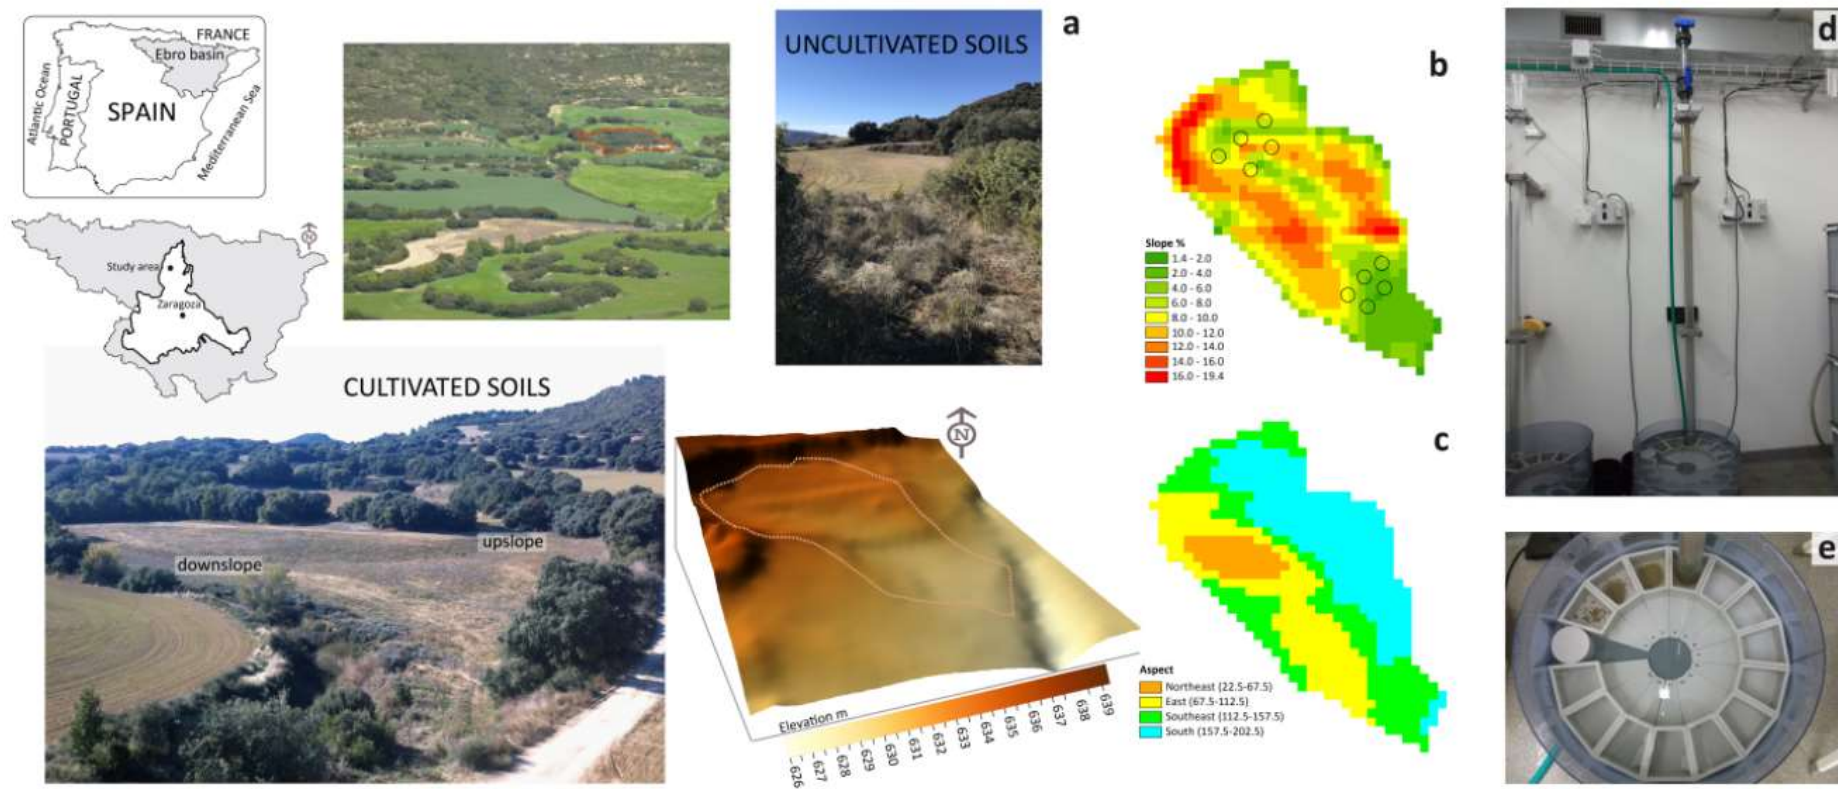 FRANCE
Ebro basin
Atlantic Ocean
PORTUGAL
SPAIN
Mediterranean Sea
Study area
Zaragoza
N
UNCULTIVATED SOILS
a
CULTIVATED SOILS
upslope
downslope
N
Elevation m
626
627
628
629
630
631
632
633
634
635
636
637
638
639
b
Slope %
1.4 - 2.0
2.0 - 4.0
4.0 - 6.0
6.0 - 8.0
8.0 - 10.0
10.0 - 12.0
12.0 - 14.0
14.0 - 16.0
16.0 - 19.4
c
Aspect
Northeast (22.5-67.5)
East (67.5-112.5)
Southeast (112.5-157.5)
South (157.5-202.5)
d
e